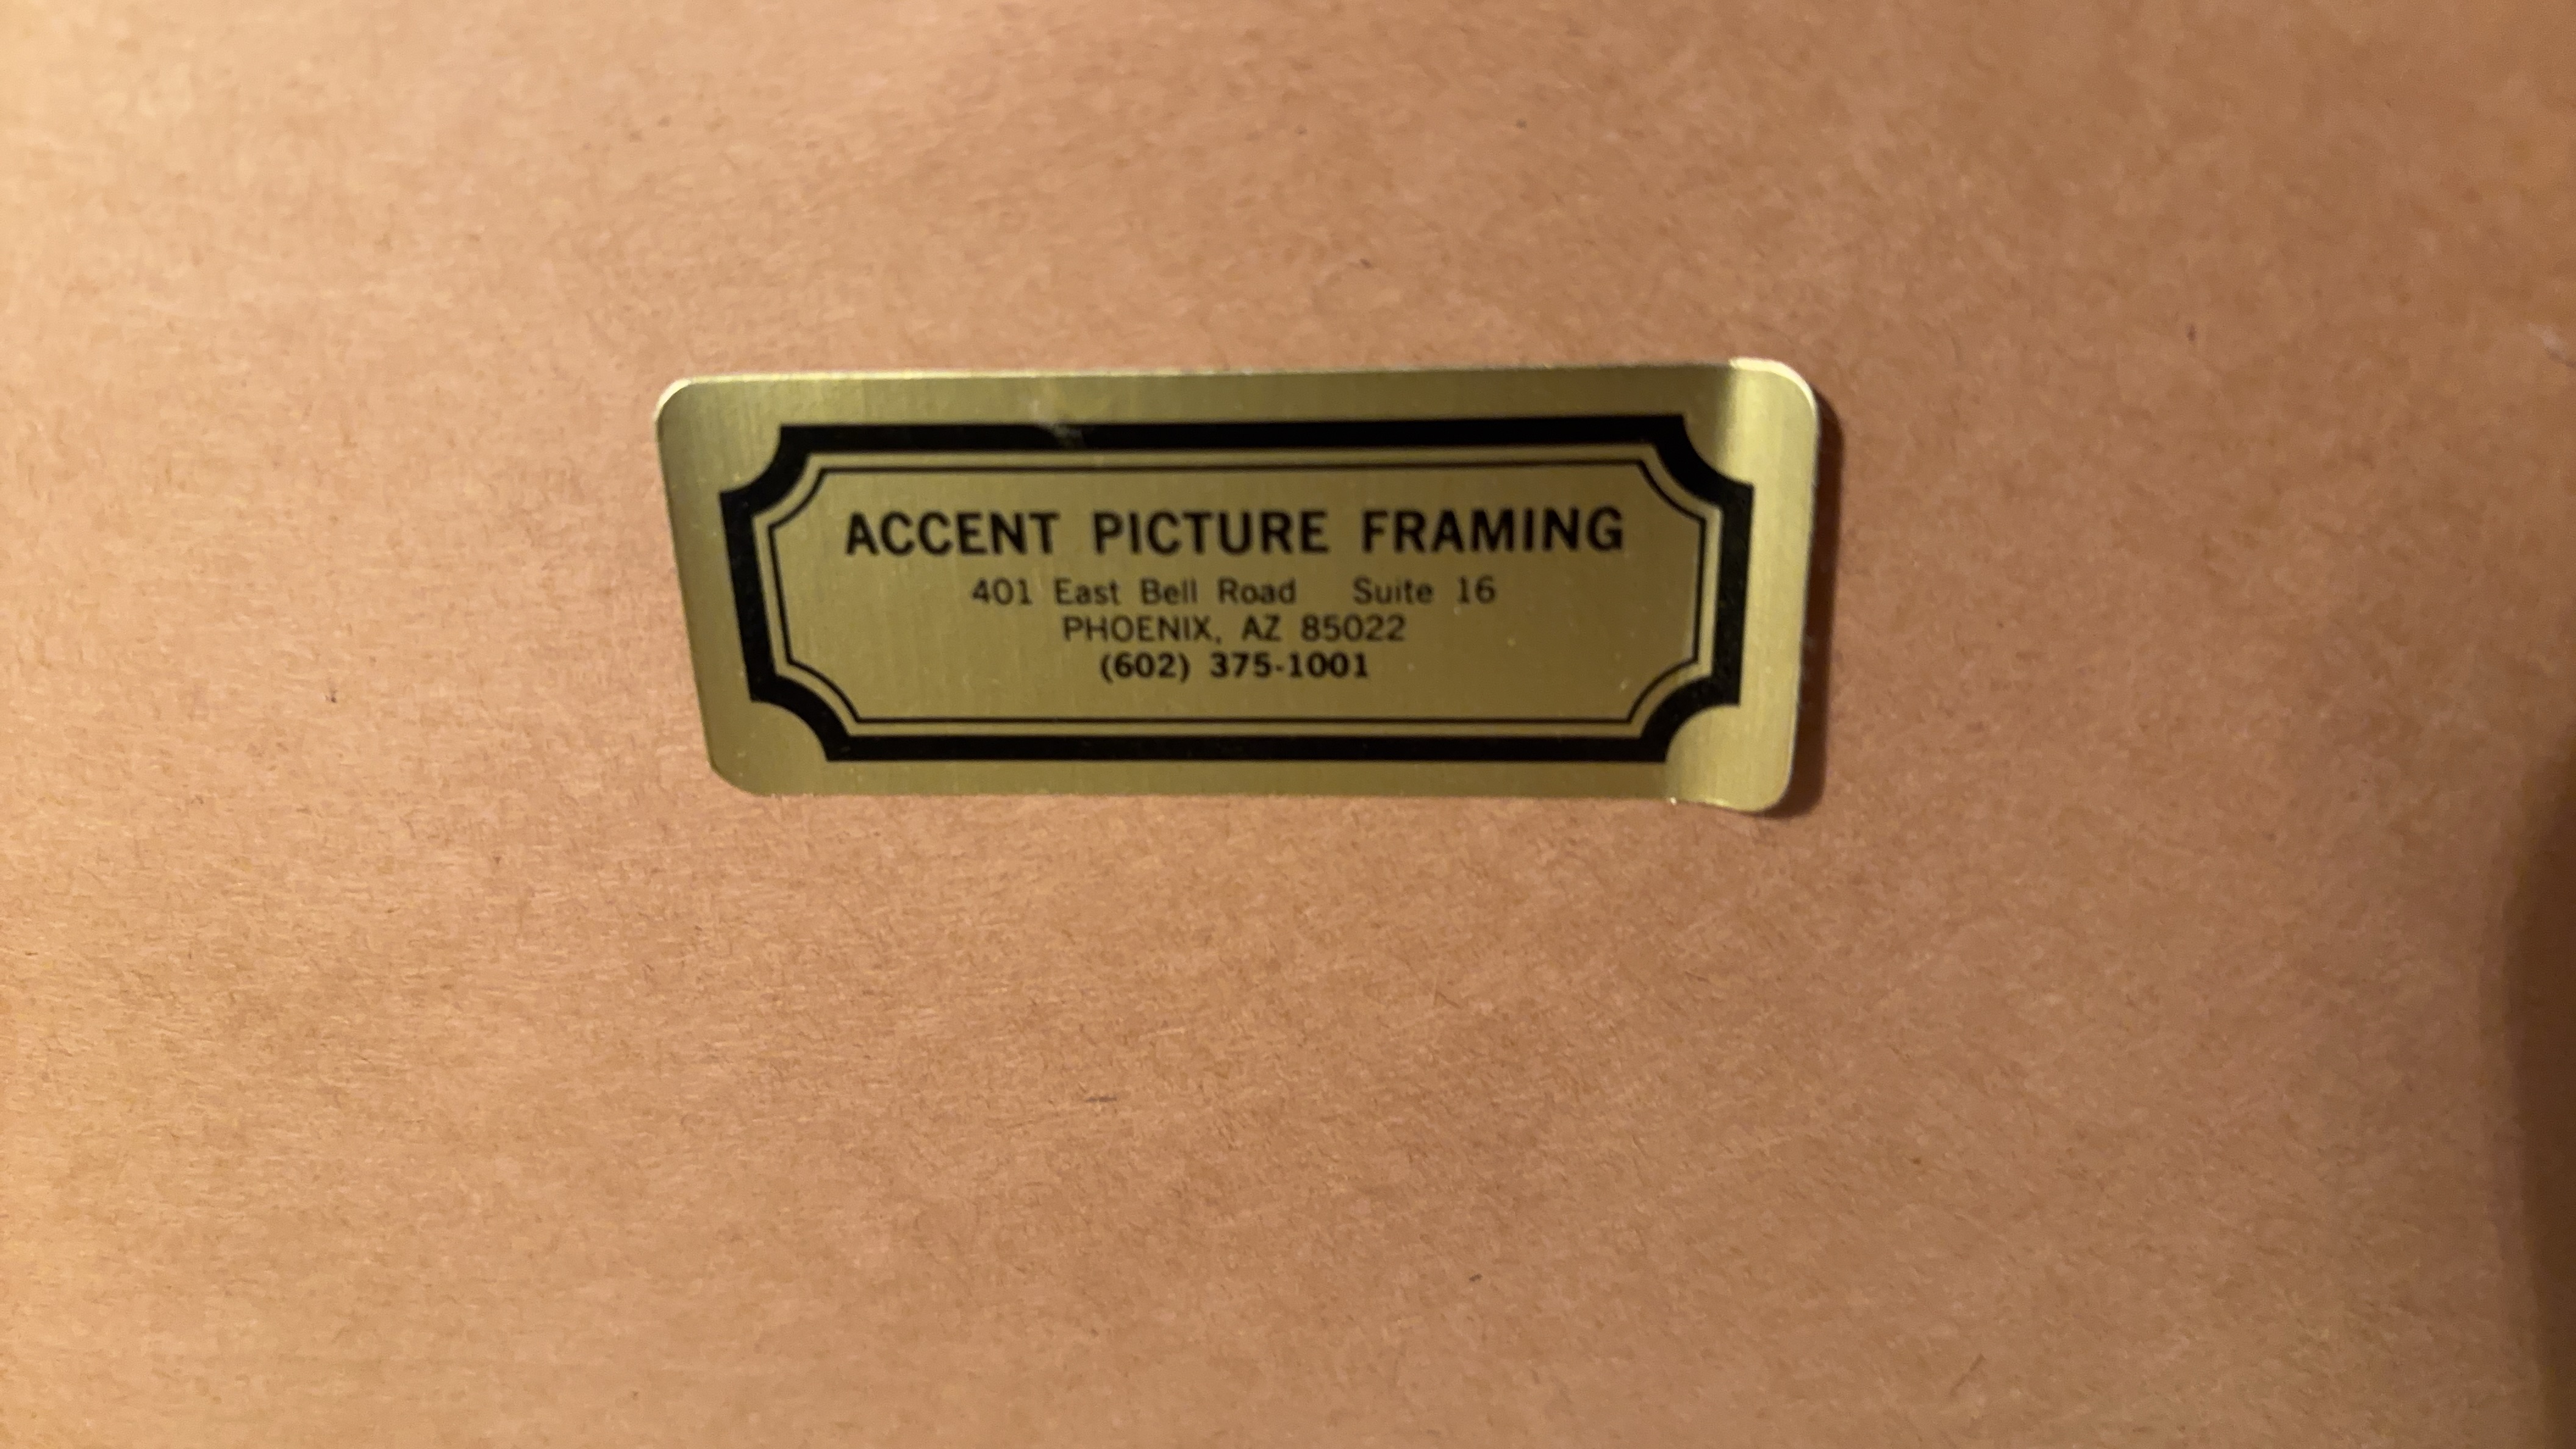 ACCENT PICTURE FRAMING
401 East Bell Road Suite 16
PHOENIX, AZ 85022
(602) 375-1001